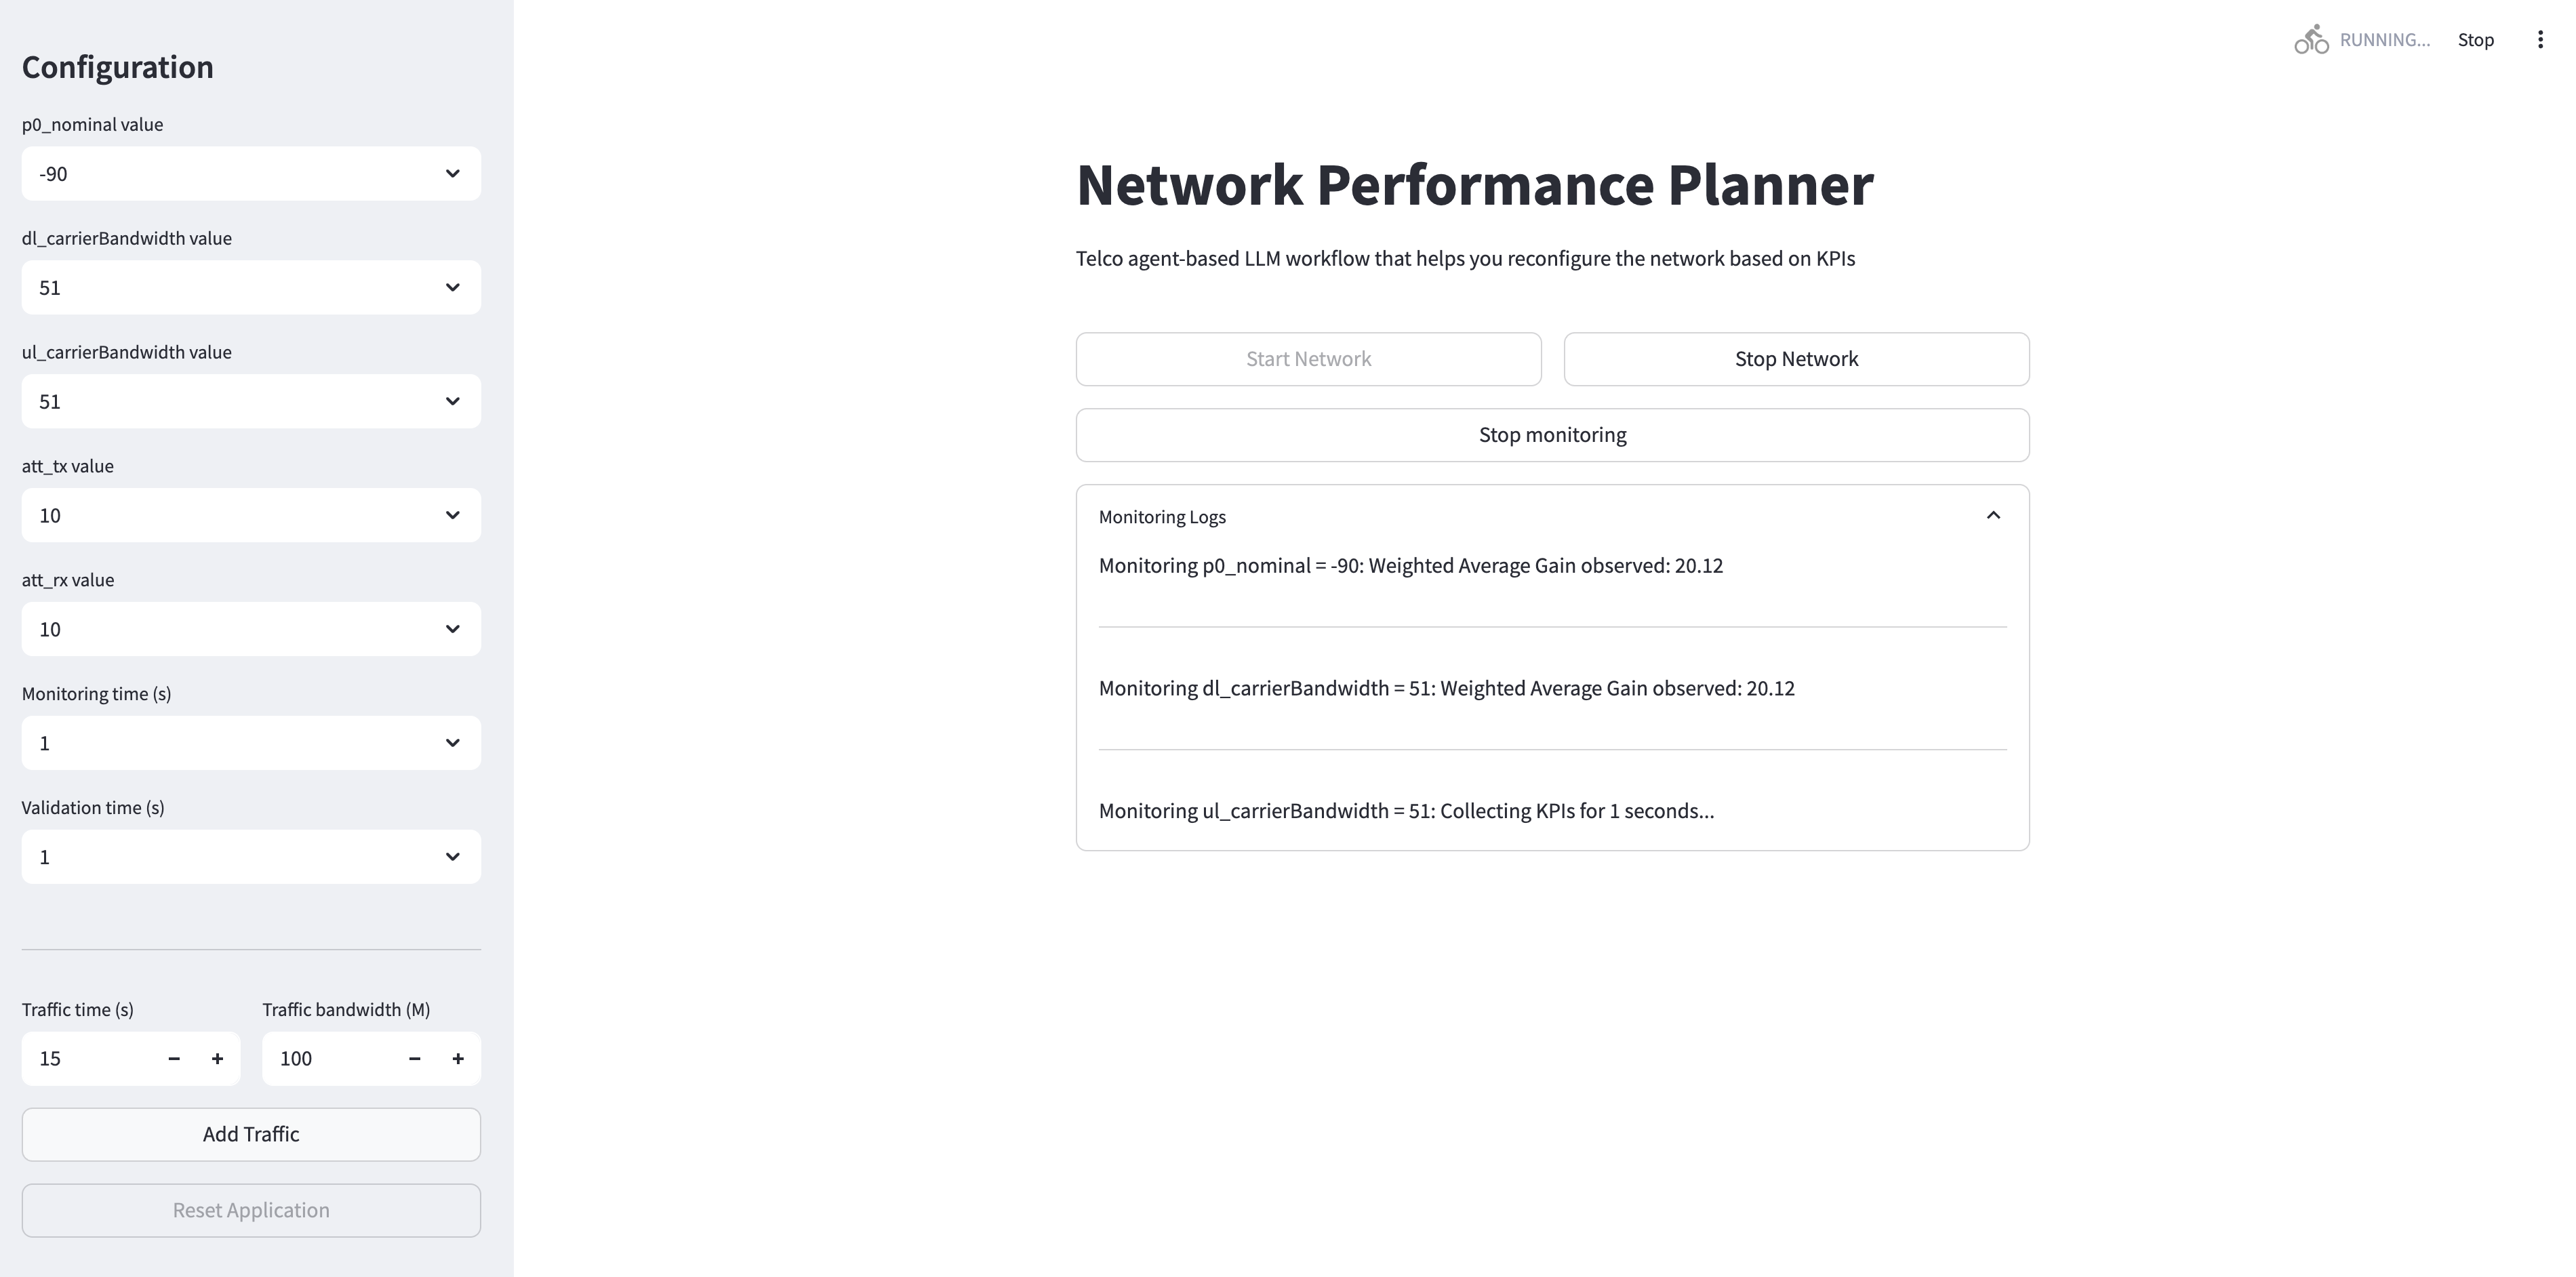 Configuration
p0_nominal value
-90
dl_carrierBandwidth value
51
ul_carrierBandwidth value
51
att_tx value
10
att_rx value
10
Monitoring time (s)
1
Validation time (s)
1
Traffic time (s) Traffic bandwidth (M)
15 − + 100 − +
Add Traffic
Reset Application
RUNNING... Stop
Network Performance Planner
Telco agent-based LLM workflow that helps you reconfigure the network based on KPIs
Start Network Stop Network
Stop monitoring
Monitoring Logs
Monitoring p0_nominal = -90: Weighted Average Gain observed: 20.12
Monitoring dl_carrierBandwidth = 51: Weighted Average Gain observed: 20.12
Monitoring ul_carrierBandwidth = 51: Collecting KPIs for 1 seconds...